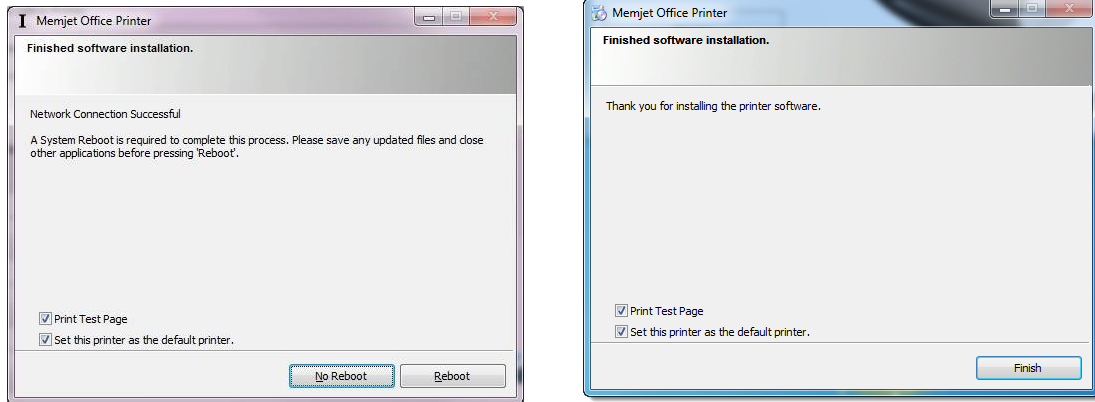 Memjet Office Printer
Finished software installation.
Network Connection Successful
A System Reboot is required to complete this process. Please save any updated files and close
other applications before pressing 'Reboot'.
Print Test Page
Set this printer as the default printer.
No Reboot
Reboot
Memjet Office Printer
Finished software installation.
Thank you for installing the printer software.
Print Test Page
Set this printer as the default printer.
Finish